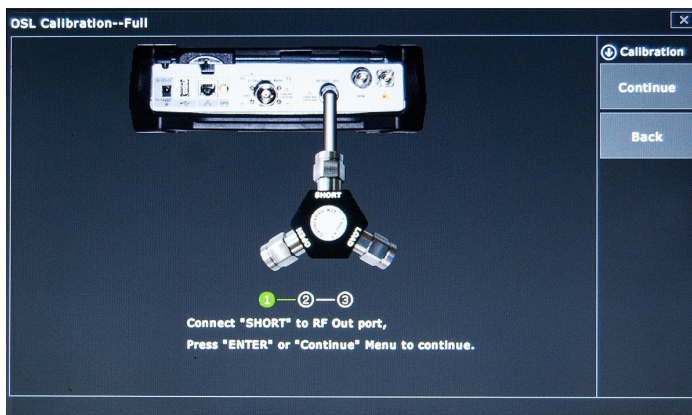 OSL Calibration--Full
Calibration
Continue
Back
SHORT
OPEN
LOAD
1
2
3
Connect "SHORT" to RF Out port,
Press "ENTER" or "Continue" Menu to continue.